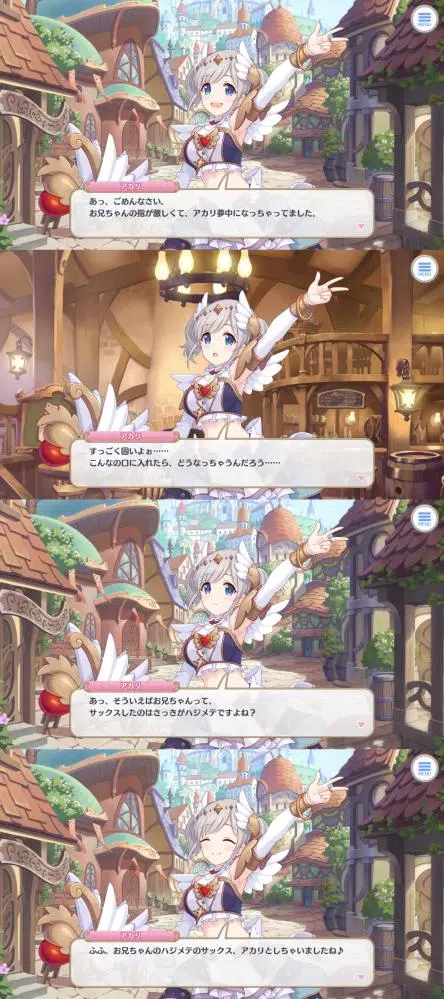 MENU
アカリ
あっ、ごめんなさい。
お兄ちゃんの指が激しくて、アカリ夢中になっちゃってました。
MENU
アカリ
すっごく固いよぉ……
こんなの口に入れたら、どうなっちゃうんだろう……
MENU
アカリ
あっ、そういえばお兄ちゃんって、
サックスしたのはさっきがハジメテですよね？
MENU
アカリ
ふふ、お兄ちゃんのハジメテのサックス、アカリとしちゃいましたね♪